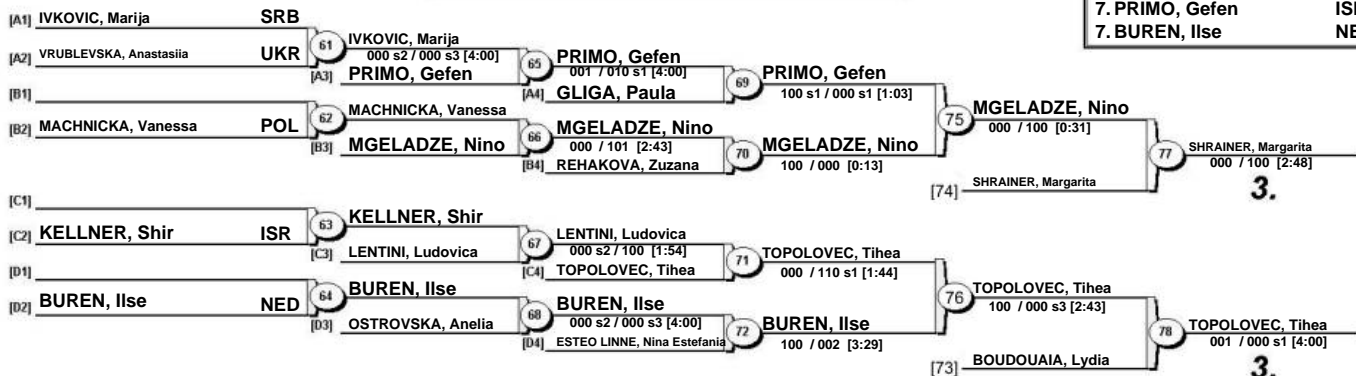 7. PRIMO, Gefen
7. BUREN, Ilse
[A1] IVKOVIC, Marija SRB
[A2] VRUBLEVSKA, Anastasiia UKR
61
IVKOVIC, Marija
000 s2 / 000 s3 [4:00]
[A3] PRIMO, Gefen
65
PRIMO, Gefen
001 / 010 s1 [4:00]
[A4] GLIGA, Paula
69
PRIMO, Gefen
100 s1 / 000 s1 [1:03]
[B1]
[B2] MACHNICKA, Vanessa POL
62
MACHNICKA, Vanessa
[B3] MGELADZE, Nino
66
MGELADZE, Nino
000 / 101 [2:43]
[B4] REHAKOVA, Zuzana
70
MGELADZE, Nino
100 / 000 [0:13]
75
MGELADZE, Nino
000 / 100 [0:31]
[74] SHRAINER, Margarita
77
SHRAINER, Margarita
000 / 100 [2:48]
3.
[C1]
[C2] KELLNER, Shir ISR
63
KELLNER, Shir
[C3] LENTINI, Ludovica
67
LENTINI, Ludovica
000 s2 / 100 [1:54]
[C4] TOPOLOVEC, Tihea
71
TOPOLOVEC, Tihea
000 / 110 s1 [1:44]
[D1]
[D2] BUREN, Ilse NED
64
BUREN, Ilse
[D3] OSTROVSKA, Anelia
68
BUREN, Ilse
000 s2 / 000 s3 [4:00]
[D4] ESTEO LINNE, Nina Estefania
72
BUREN, Ilse
100 / 002 [3:29]
76
TOPOLOVEC, Tihea
100 / 000 s3 [2:43]
[73] BOUDOUAIA, Lydia
78
TOPOLOVEC, Tihea
001 / 000 s1 [4:00]
3.